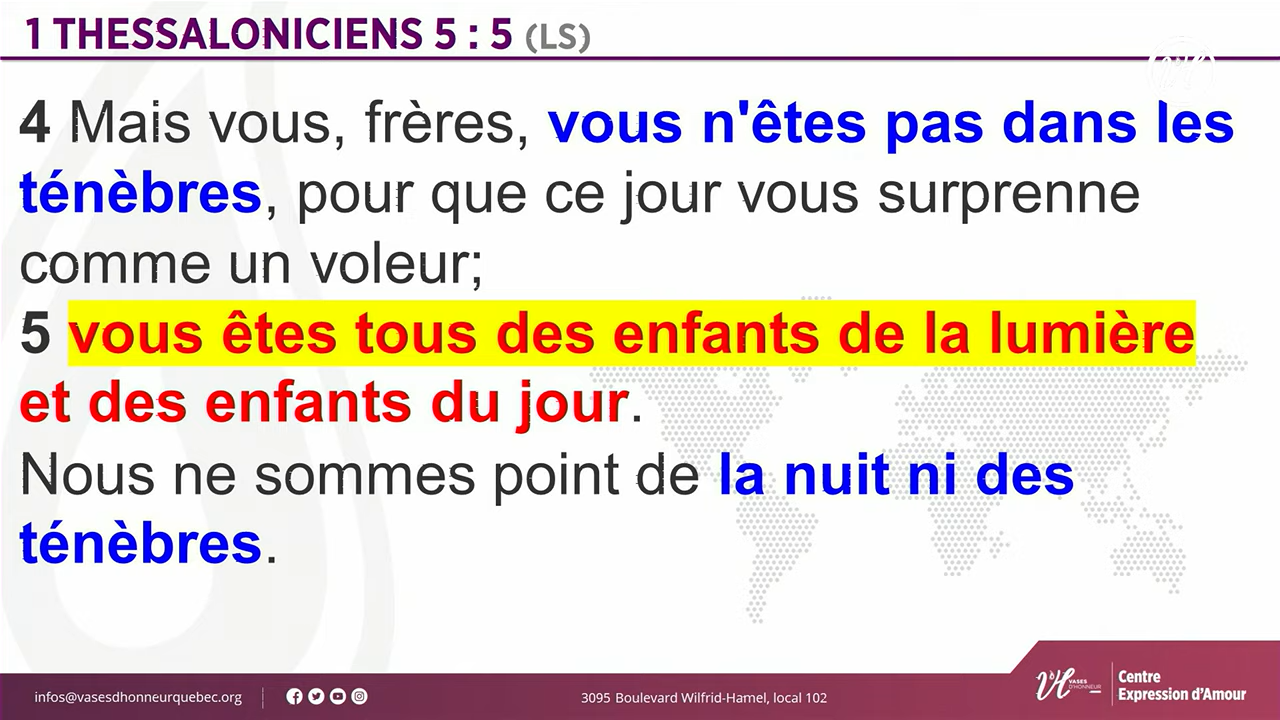 1 THESSALONICIENS 5 : 5 (LS)
4 Mais vous, frères, vous n'êtes pas dans les
ténèbres, pour que ce jour vous surprenne
comme un voleur;
5 vous êtes tous des enfants de la lumière
et des enfants du jour.
Nous ne sommes point de la nuit ni des
ténèbres.
infos@vasesdhonneurquebec.org
3095 Boulevard Wilfrid-Hamel, local 102
VASES
D'HONNEUR
Centre
Expression d'Amour